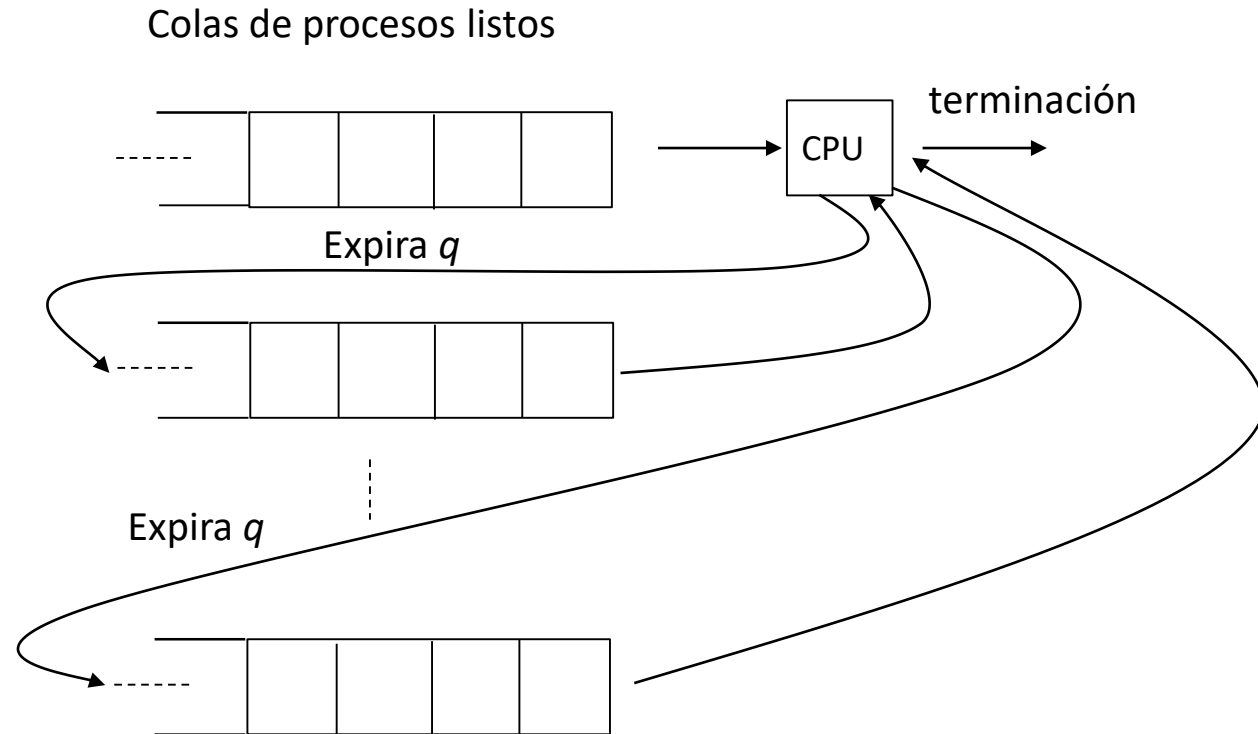 Colas de procesos listos
terminación
CPU
Expira q
Expira q